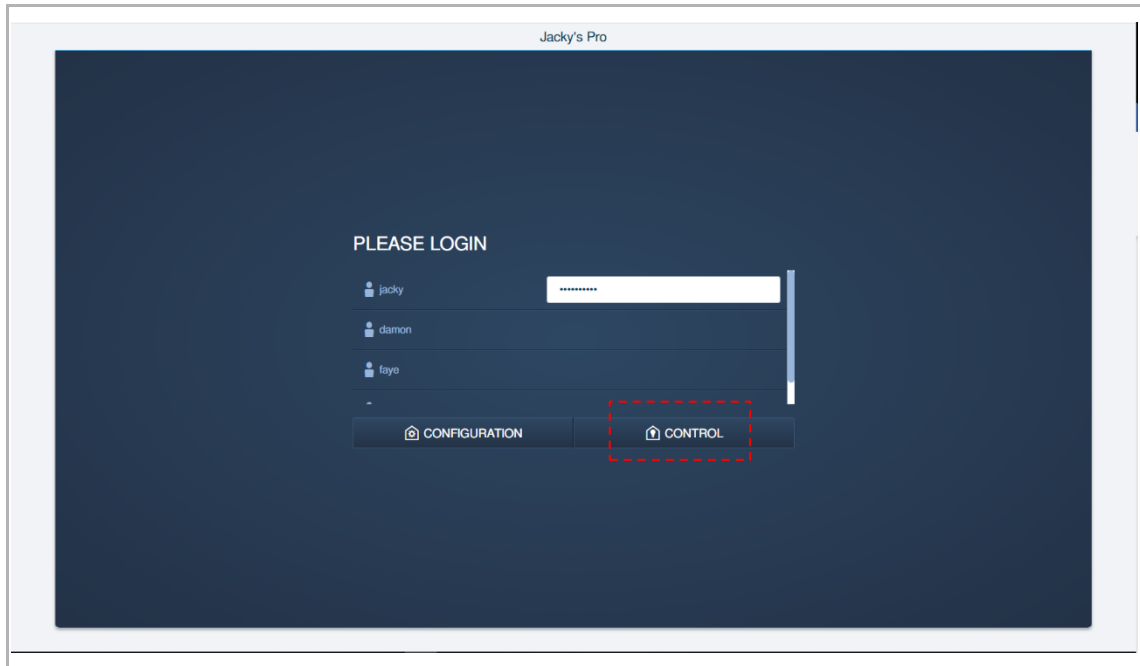 Jacky's Pro
PLEASE LOGIN
jacky
••••••••••
damon
faye
CONFIGURATION
CONTROL